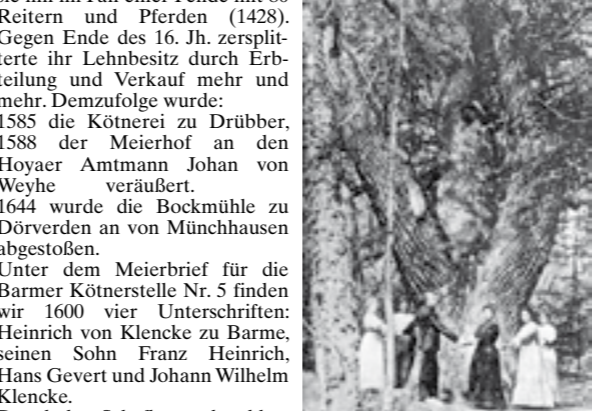 Reitern und Pferden (1428).
Gegen Ende des 16. Jh. zersplit-
terte ihr Lehnbesitz durch Erb-
teilung und Verkauf mehr und
mehr. Demzufolge wurde:
1585 die Kötnerei zu Drübber,
1588 der Meierhof an den
Hoyaer Amtmann Johan von
Weyhe veräußert.
1644 wurde die Bockmühle zu
Dörverden an von Münchhausen
abgestoßen.
Unter dem Meierbrief für die
Barmer Kötnerstelle Nr. 5 finden
wir 1600 vier Unterschriften:
Heinrich von Klencke zu Barme,
seinen Sohn Franz Heinrich,
Hans Gevert und Johann Wilhelm
Klencke.